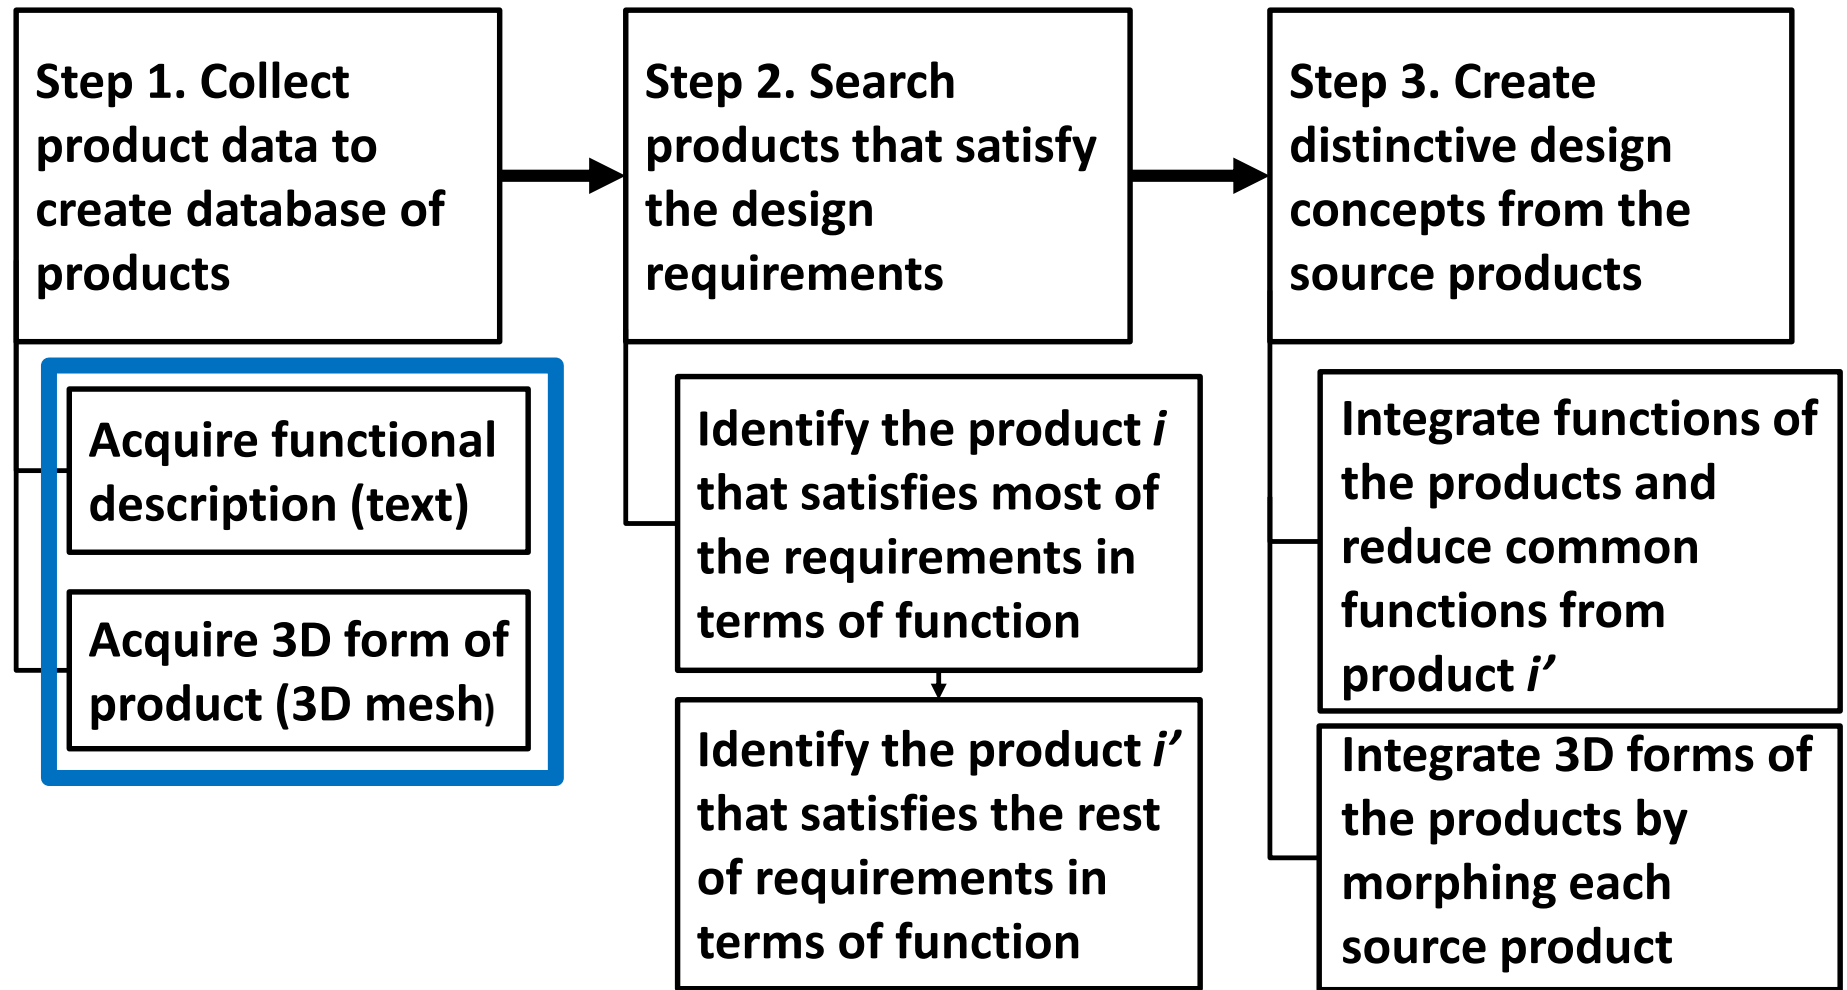 Step 1. Collect
product data to
create database of
products
Acquire functional
description (text)
Acquire 3D form of
product (3D mesh)
Step 2. Search
products that satisfy
the design
requirements
Identify the product i
that satisfies most of
the requirements in
terms of function
Identify the product i’
that satisfies the rest
of requirements in
terms of function
Step 3. Create
distinctive design
concepts from the
source products
Integrate functions of
the products and
reduce common
functions from
product i’
Integrate 3D forms of
the products by
morphing each
source product